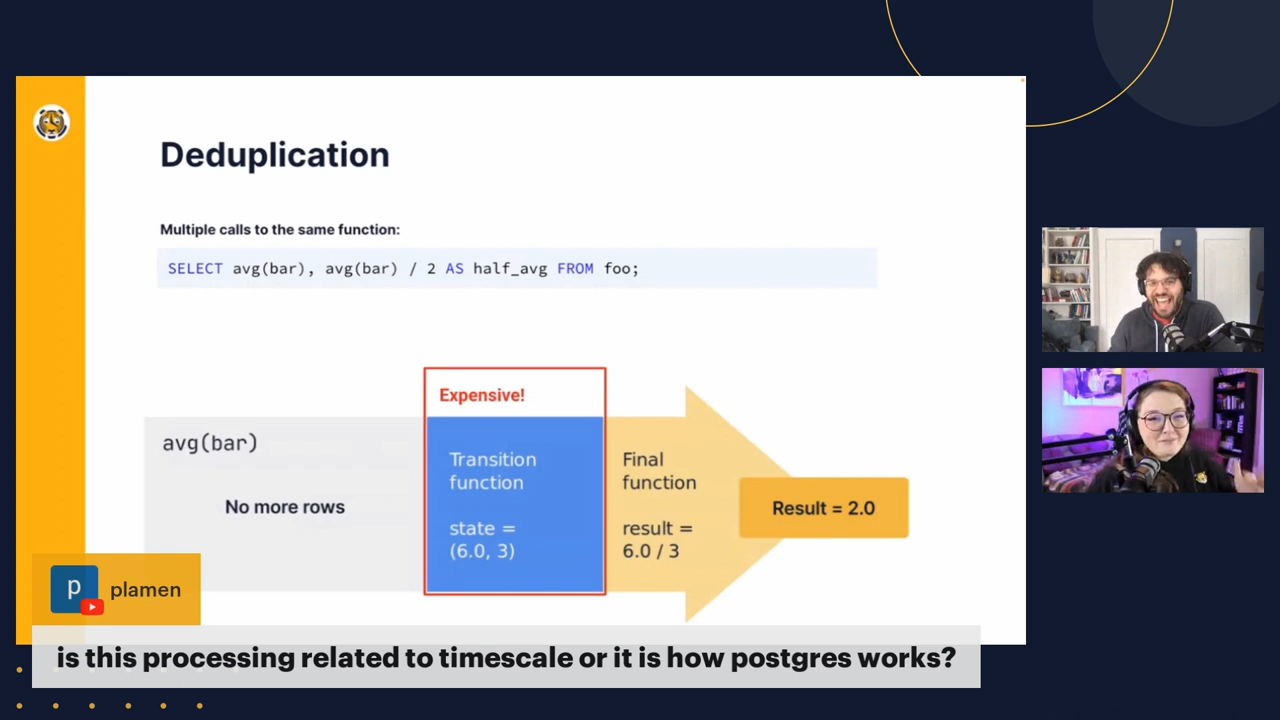 Deduplication
Multiple calls to the same function:
SELECT avg(bar), avg(bar) / 2 AS half_avg FROM foo;
Expensive!
avg(bar)
No more rows
Transition
function
state =
(6.0, 3)
Final
function
result =
6.0 / 3
Result = 2.0
p
plamen
is this processing related to timescale or it is how postgres works?